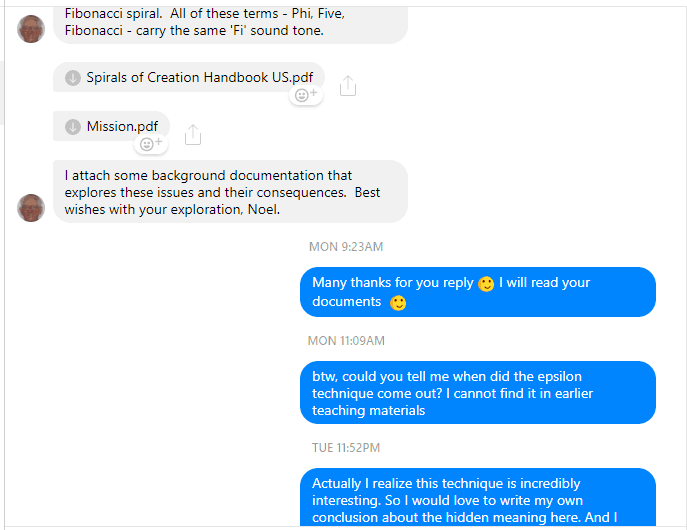 Fibonacci spiral.  All of these terms - Phi, Five,
Fibonacci - carry the same 'Fi' sound tone.
Spirals of Creation Handbook US.pdf
Mission.pdf
I attach some background documentation that
explores these issues and their consequences.  Best
wishes with your exploration, Noel.
MON 9:23AM
Many thanks for you reply 🙂 I will read your
documents 🙂
MON 11:09AM
btw, could you tell me when did the epsilon
technique come out? I cannot find it in earlier
teaching materials
TUE 11:52PM
Actually I realize this technique is incredibly
interesting. So I would love to write my own
conclusion about the hidden meaning here. And I